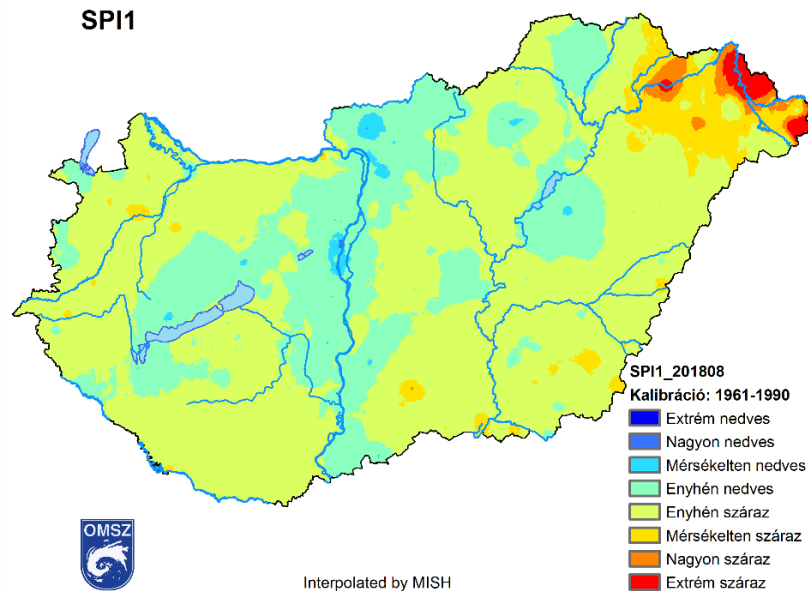 SPI1
SPI1_201808
Kalibráció: 1961-1990
Extrém nedves
Nagyon nedves
Mérsékelten nedves
Enyhén nedves
Enyhén száraz
Mérsékelten száraz
Nagyon száraz
Extrém száraz
OMSZ
Interpolated by MISH